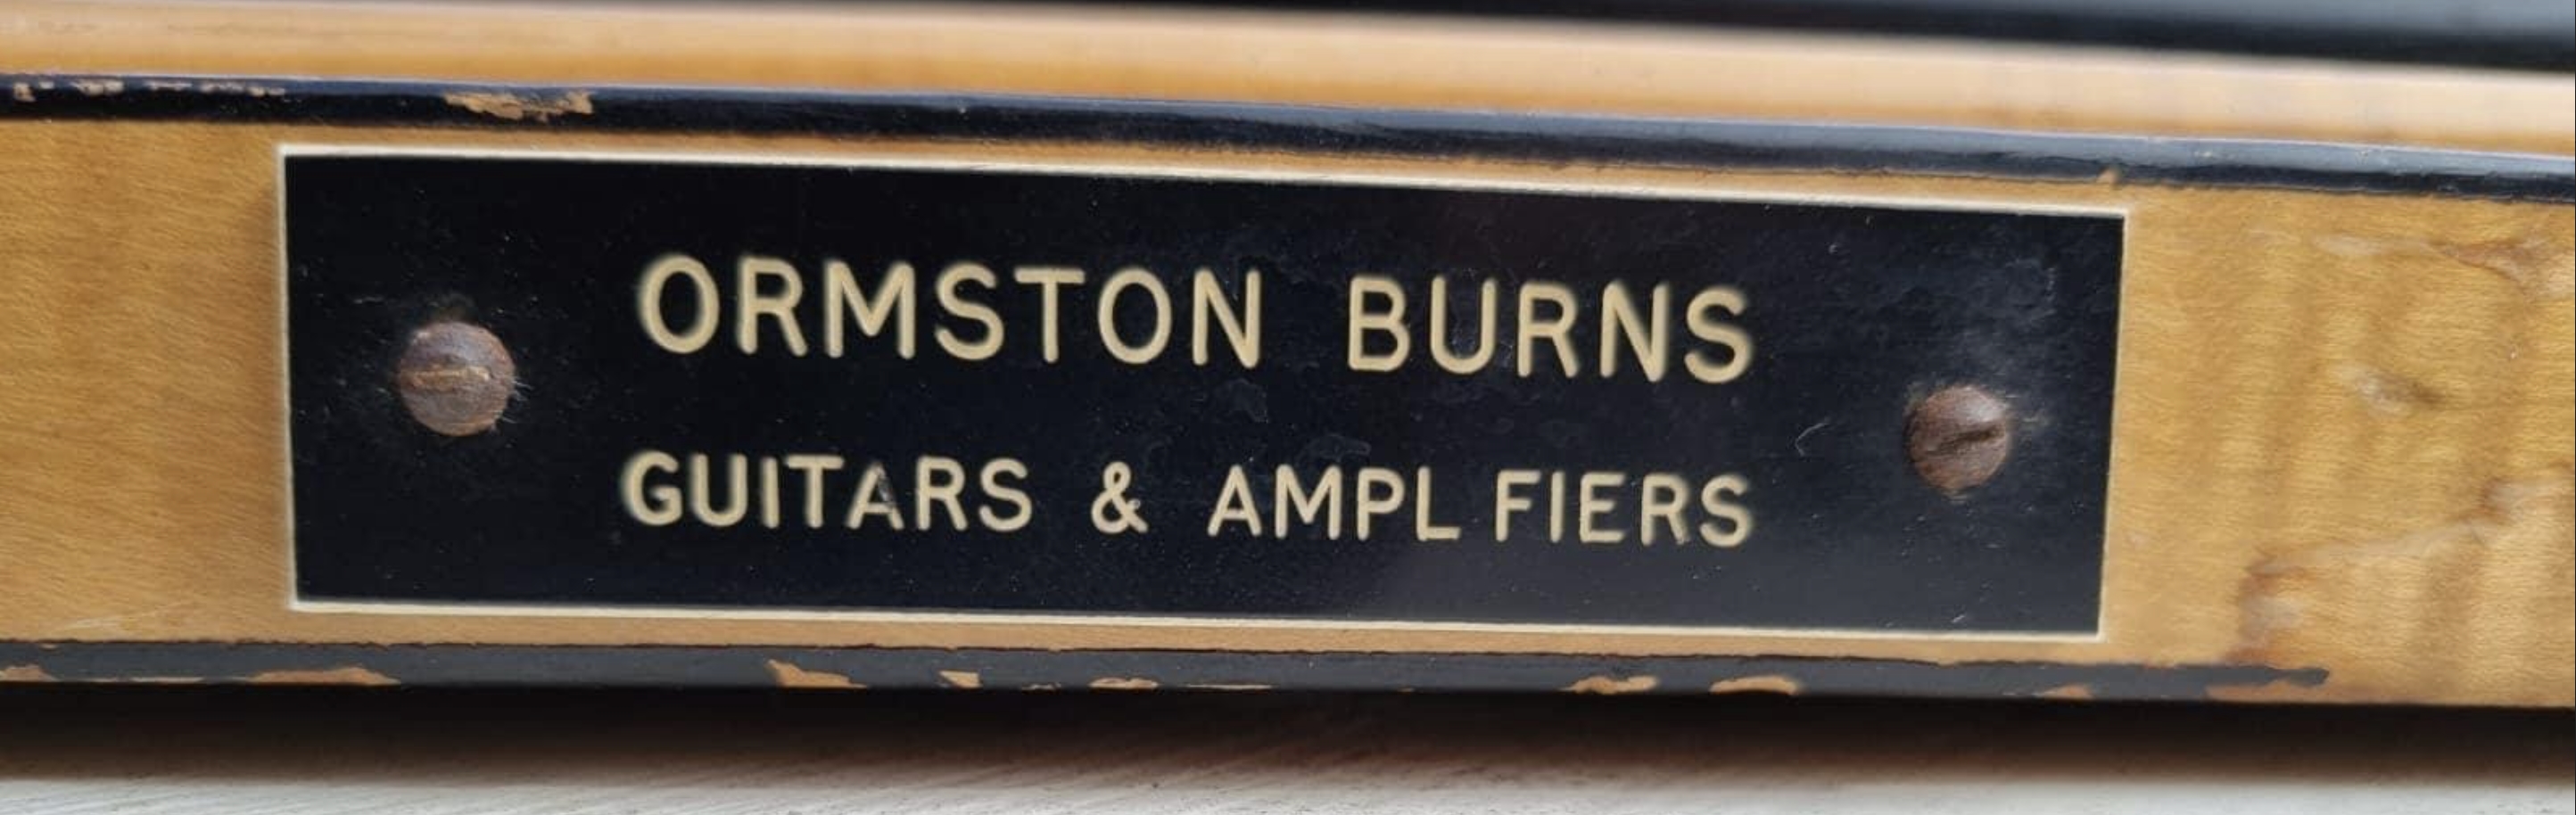 ORMSTON BURNS
GUITARS & AMPL FIERS